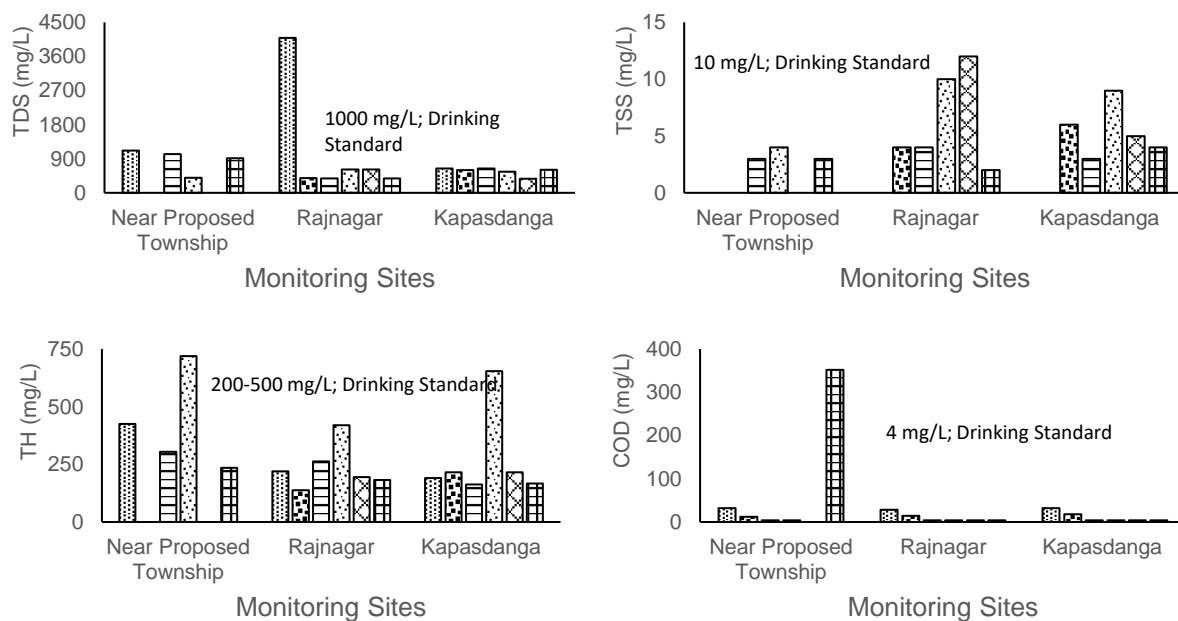 TDS (mg/L)
4500
3600
2700
1800
900
0
1000 mg/L; Drinking
Standard
Near Proposed
Township
Rajnagar
Kapasdanga
Monitoring Sites
TSS (mg/L)
15
10
5
0
10 mg/L; Drinking Standard
Near Proposed
Township
Rajnagar
Kapasdanga
Monitoring Sites
TH (mg/L)
750
500
250
0
200-500 mg/L; Drinking Standard
Near Proposed
Township
Rajnagar
Kapasdanga
Monitoring Sites
COD (mg/L)
400
300
200
100
0
4 mg/L; Drinking Standard
Near Proposed
Township
Rajnagar
Kapasdanga
Monitoring Sites